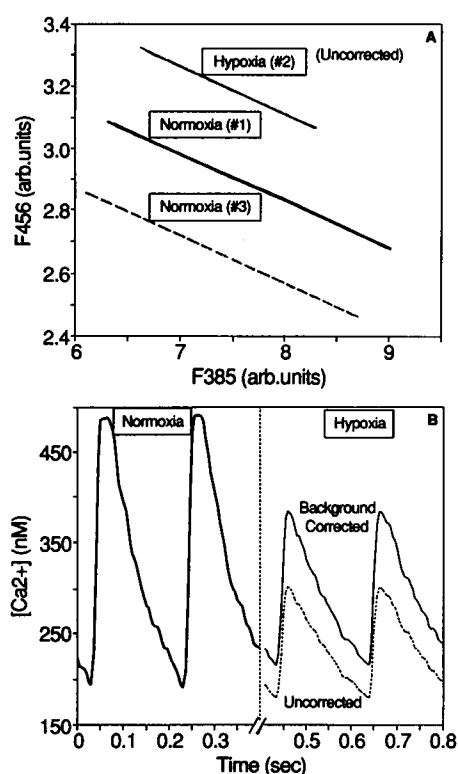 A
3.4
3.2
3.0
2.8
2.6
2.4
F456 (arb.units)
Hypoxia (#2) (Uncorrected)
Normoxia (#1)
Normoxia (#3)
6 7 8 9
F385 (arb.units)
B
450
350
250
150
[Ca2+] (nM)
Normoxia
Hypoxia
Background
Corrected
Uncorrected
0 0.1 0.2 0.3 0.5 0.6 0.7 0.8
Time (sec)